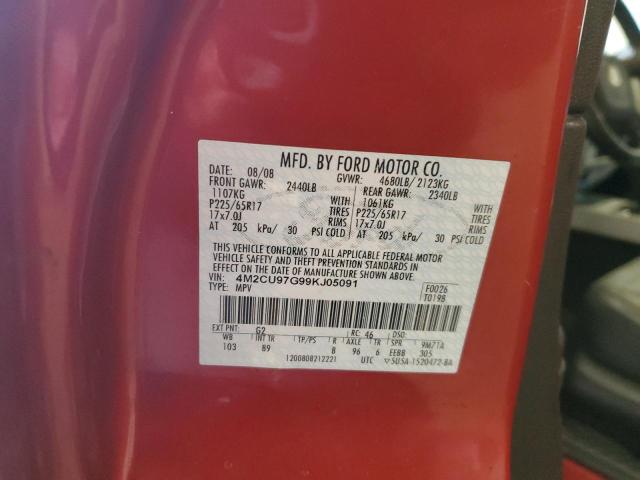 MFD. BY FORD MOTOR CO.
DATE: 08/08 GVWR: 4680LB/ 2123KG
FRONT GAWR: 2440LB REAR GAWR: 2340LB
1107KG 1061KG
P225/65R17 TIRES P225/65R17 TIRES
17x7.0J RIMS 17x7.0J RIMS
AT 205 kPa/ 30 PSI COLD AT 205 kPa/ 30 PSI COLD
THIS VEHICLE CONFORMS TO ALL APPLICABLE FEDERAL MOTOR
VEHICLE SAFETY AND THEFT PREVENTION STANDARDS IN
EFFECT ON THE DATE OF MANUFACTURE SHOWN ABOVE.
VIN: 4M2CU97G99KJ05091 F0026
TYPE: MPV T0198
EXT PNT: G2 RC: 46 DSO:
WB INT TR TP/PS R AXLE TR SPR 9M7TA
103 89 B 96 6 EEBB 305
1200808212221 UTC 5U5A-1520472-BA